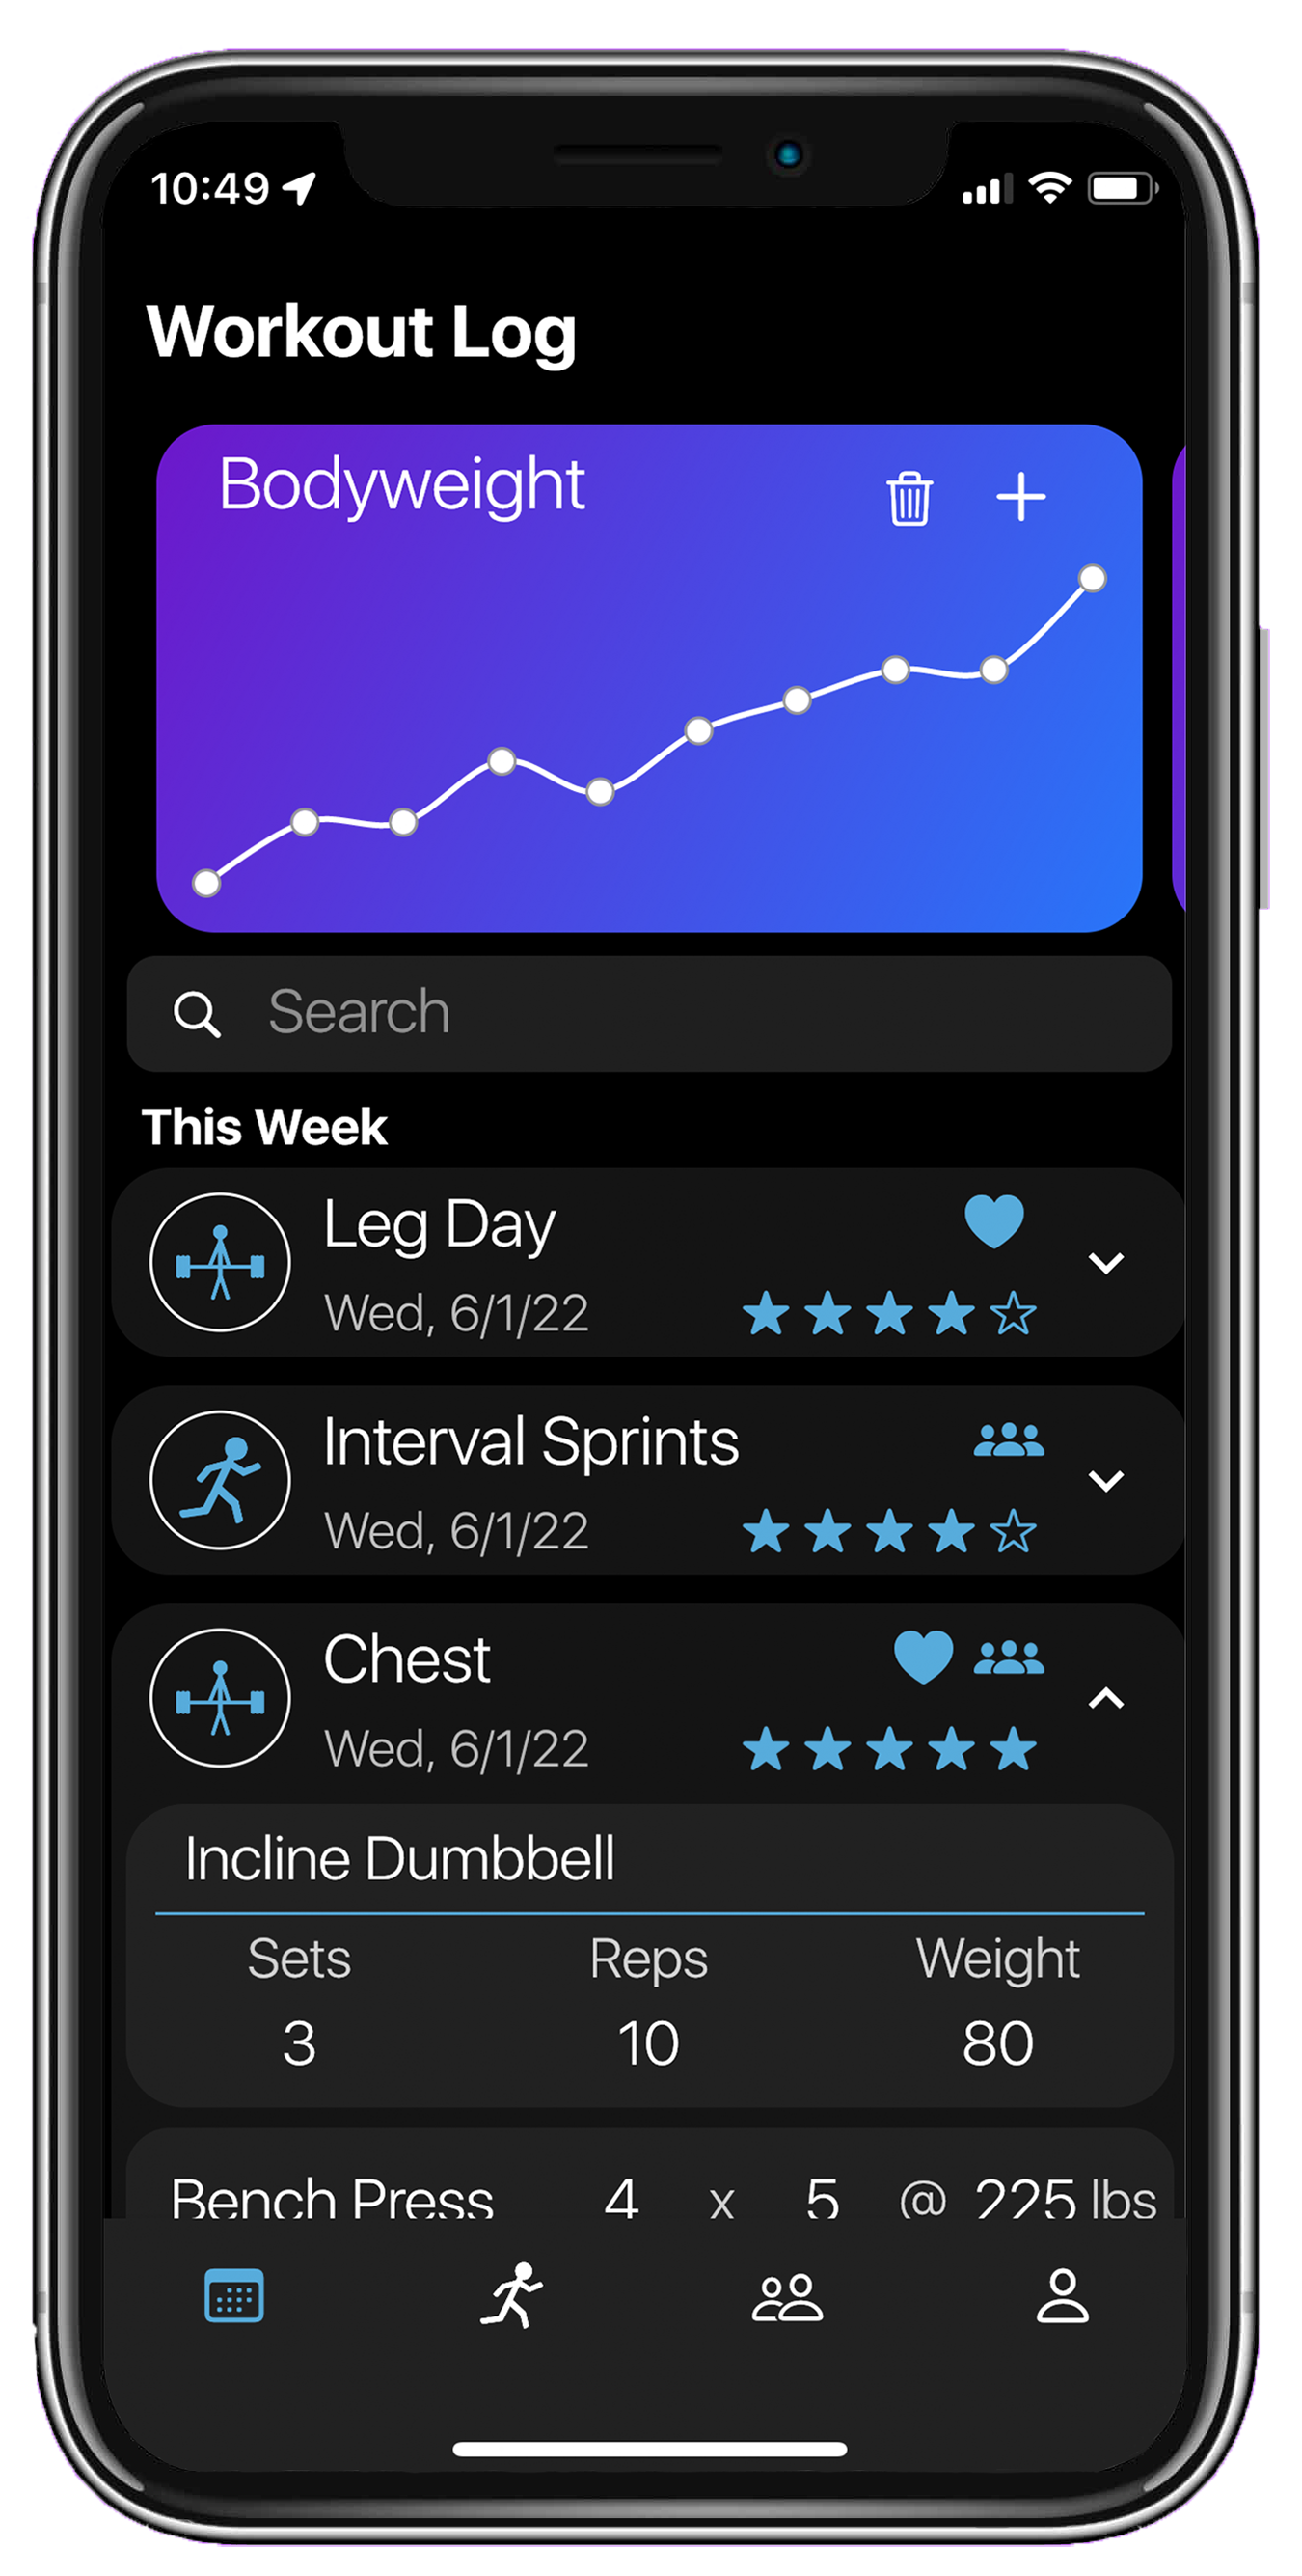 10:49
Workout Log
Bodyweight
Search
This Week
Leg Day
Wed, 6/1/22
Interval Sprints
Wed, 6/1/22
Chest
Wed, 6/1/22
Incline Dumbbell
Sets Reps Weight
3 10 80
Bench Press 4 x 5 @ 225 lbs